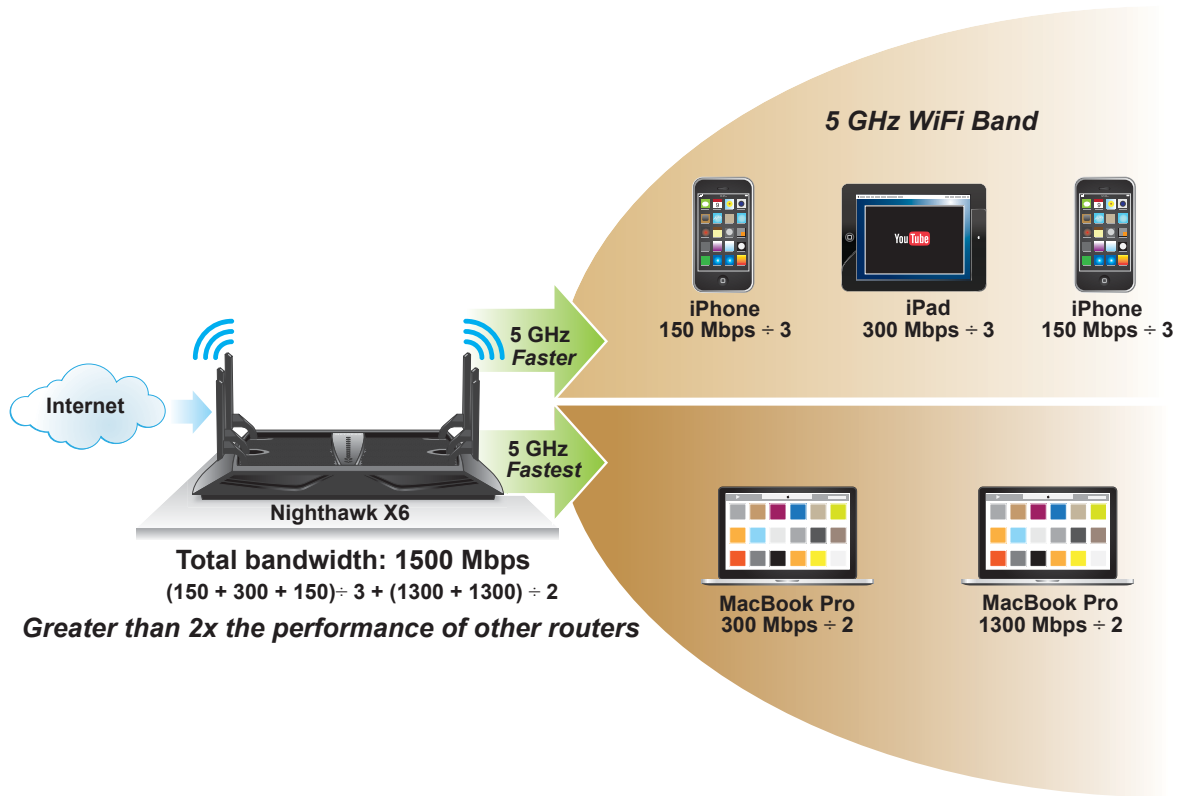 5 GHz WiFi Band
You Tube
iPhone
150 Mbps ÷ 3
iPad
300 Mbps ÷ 3
iPhone
150 Mbps ÷ 3
5 GHz
Faster
Internet
5 GHz
Fastest
Nighthawk X6
Total bandwidth: 1500 Mbps
(150 + 300 + 150)÷ 3 + (1300 + 1300) ÷ 2
Greater than 2x the performance of other routers
MacBook Pro
300 Mbps ÷ 2
MacBook Pro
1300 Mbps ÷ 2